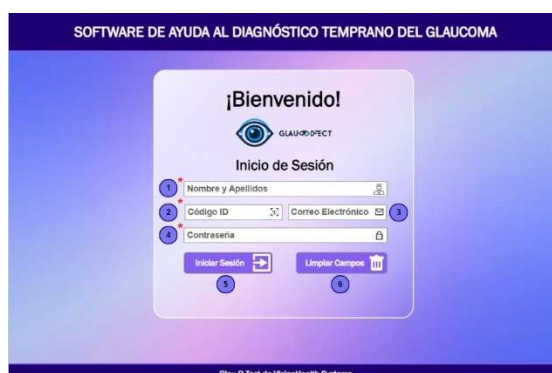 SOFTWARE DE AYUDA AL DIAGNÓSTICO TEMPRANO DEL GLAUCOMA
¡Bienvenido!
Inicio de Sesión
1 * Nombre y Apellidos
2 * Código ID Correo Electrónico 3
4 * Contraseña
Iniciar Sesión Limpiar Campos
5 6